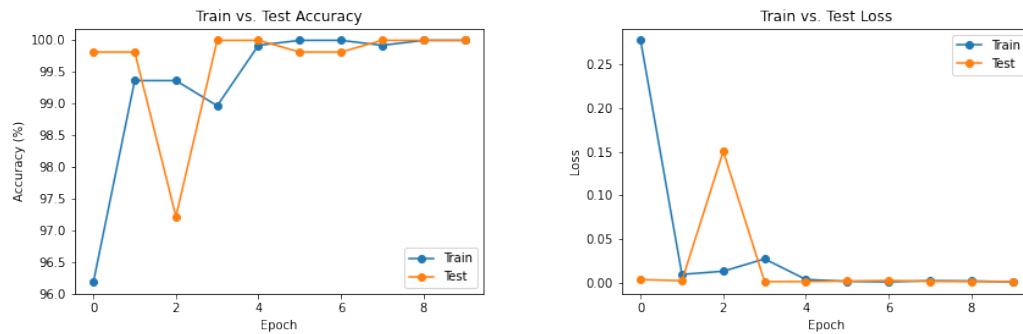 Train vs. Test Accuracy
100.0
99.5
99.0
98.5
98.0
97.5
97.0
96.5
96.0
Accuracy (%)
0
2
4
6
8
Epoch
Train
Test
Train vs. Test Loss
0.25
0.20
0.15
0.10
0.05
0.00
Loss
0
2
4
6
8
Epoch
Train
Test